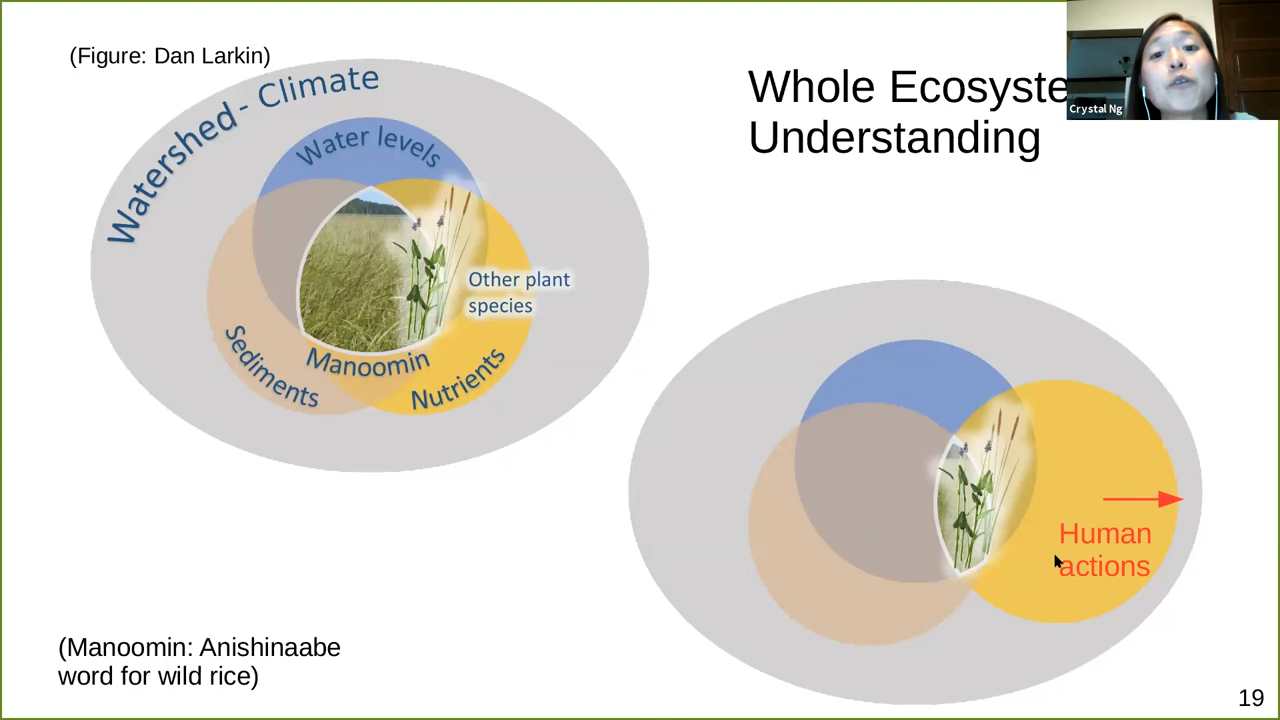 (Figure: Dan Larkin)
Watershed - Climate
Water levels
Other plant
species
Sediments
Manoomin
Nutrients
(Manoomin: Anishinaabe
word for wild rice)
Whole
Understanding
Crystal Ng
Human
actions
19